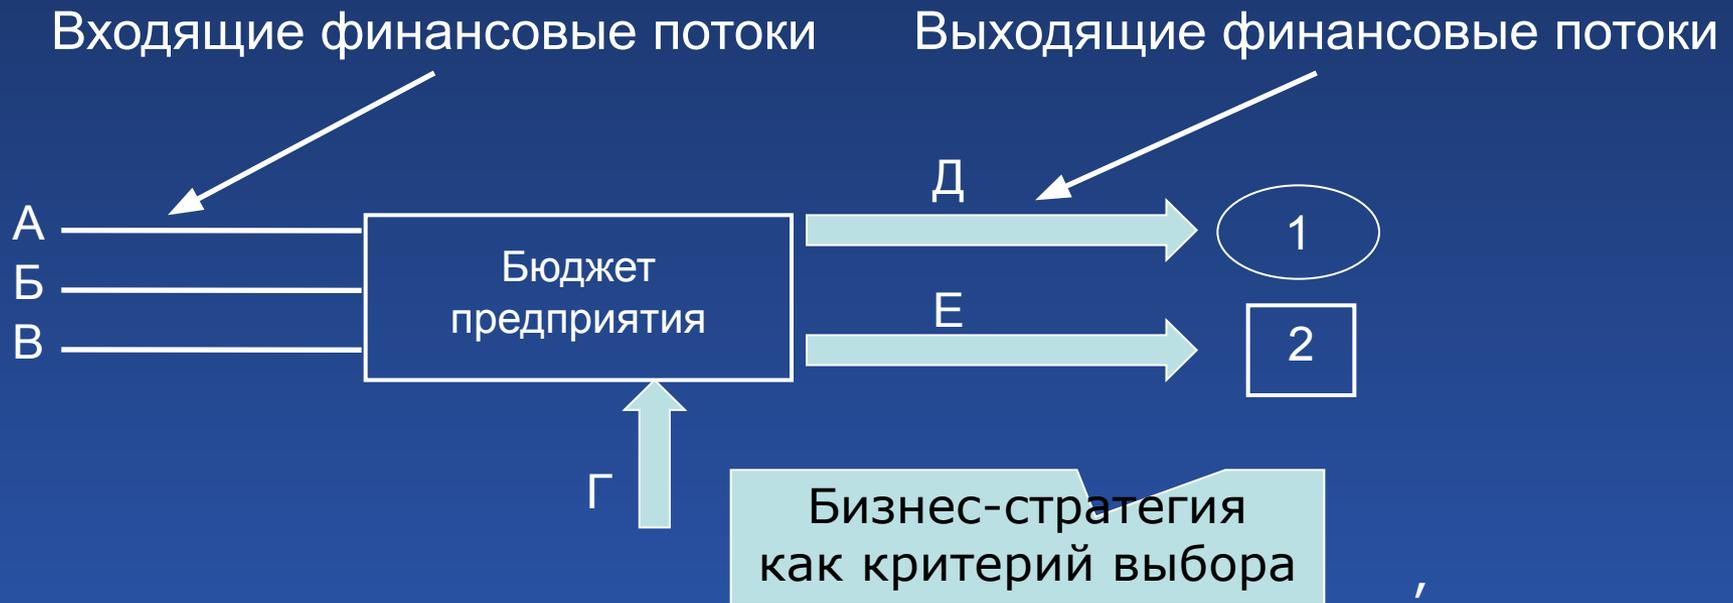 Входящие финансовые потоки
Выходящие финансовые потоки
Д
А
Б
В
Бюджет
предприятия
1
Е
2
Г
Бизнес-стратегия
как критерий выбора
,